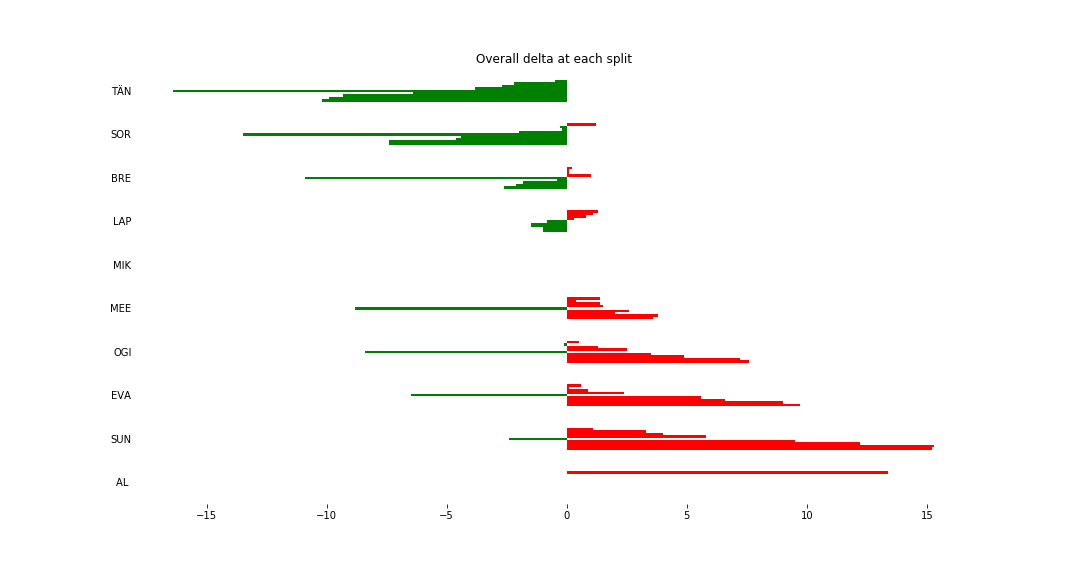 Overall delta at each split
TÄN
SOR
BRE
LAP
MIK
MEE
OGI
EVA
SUN
AL
−15 −10 −5 0 5 10 15